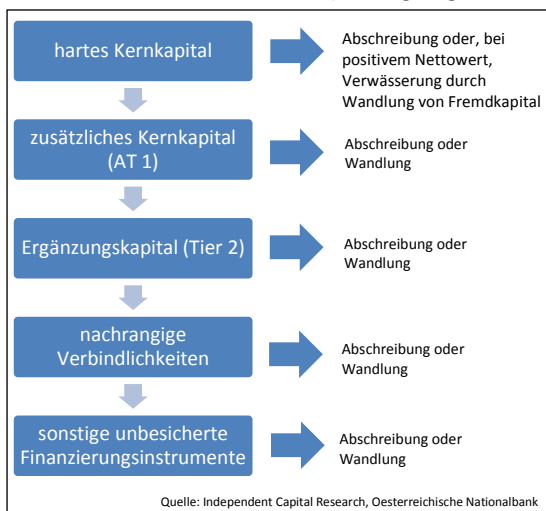 hartes Kernkapital
Abschreibung oder, bei
positivem Nettowert,
Verwässerung durch
Wandlung von Fremdkapital
zusätzliches Kernkapital
(AT 1)
Abschreibung oder
Wandlung
Ergänzungskapital (Tier 2)
Abschreibung oder
Wandlung
nachrangige
Verbindlichkeiten
Abschreibung oder
Wandlung
sonstige unbesicherte
Finanzierungsinstrumente
Abschreibung oder
Wandlung
Quelle: Independent Capital Research, Oesterreichische Nationalbank